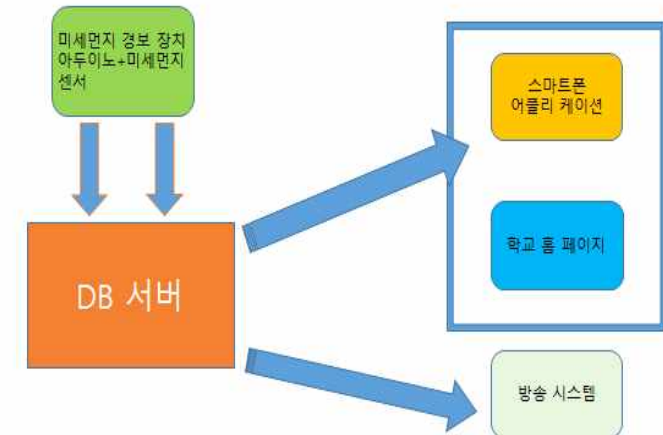 미세먼지 경보 장치
아두이노+미세먼지
센서
스마트폰
어플리 케이션
학교 홈 페이지
DB 서버
방송 시스템